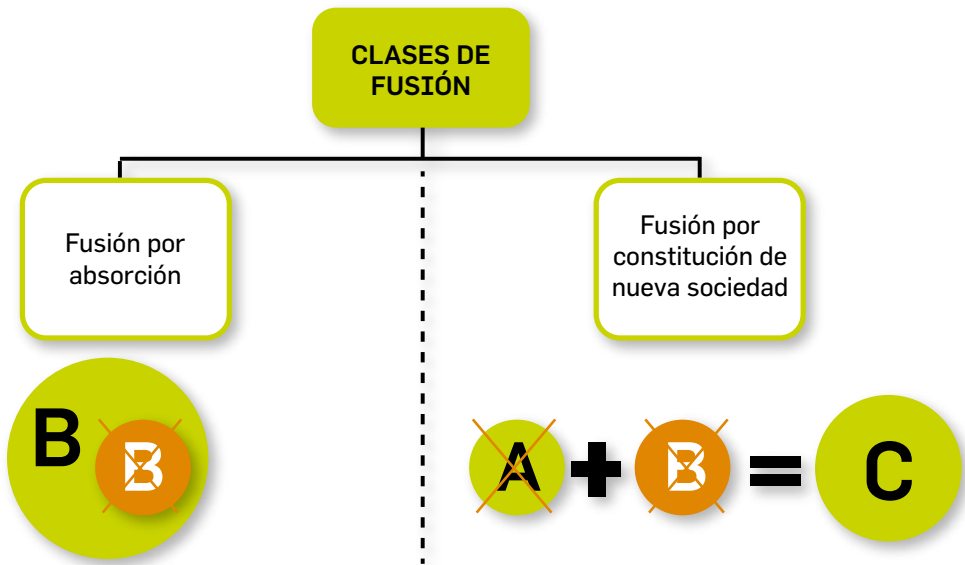 CLASES DE
FUSIÓN
Fusión por
absorción
Fusión por
constitución de
nueva sociedad
B
B
A + B = C